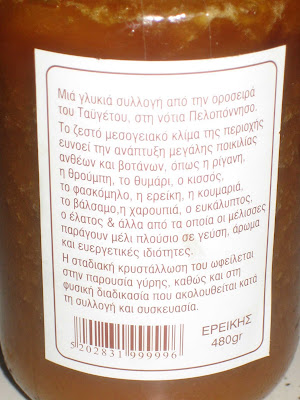 Μιά γλυκιά συλλογή από την οροσειρά
του Ταϋγέτου, στη νότια Πελοπόννησο.
Το ζεστό μεσογειακό κλίμα της περιοχής
ευνοεί την ανάπτυξη μεγάλης ποικιλίας
ανθέων και βοτάνων, όπως η ρίγανη,
η θρούμπη, το θυμάρι, ο κισσος,
το φασκόμηλο, η ερείκη, η κουμαριά,
το βάλσαμο,η χαρουπιά, ο ευκάλυπτος,
ο έλατος & άλλα από τα οποία οι μέλισσες
παράγουν μέλι πλούσιο σε γεύση, άρωμα
και ευεργετικές ιδιότητες.
Η σταδιακή κρυστάλλωση του ωφείλεται
στην παρουσία γύρης, καθώς και στη
φυσική διαδικασία που ακολουθείται κατά
τη συλλογή και συσκευασία.
ΕΡΕΙΚΗΣ
480gr
5 202831 999996